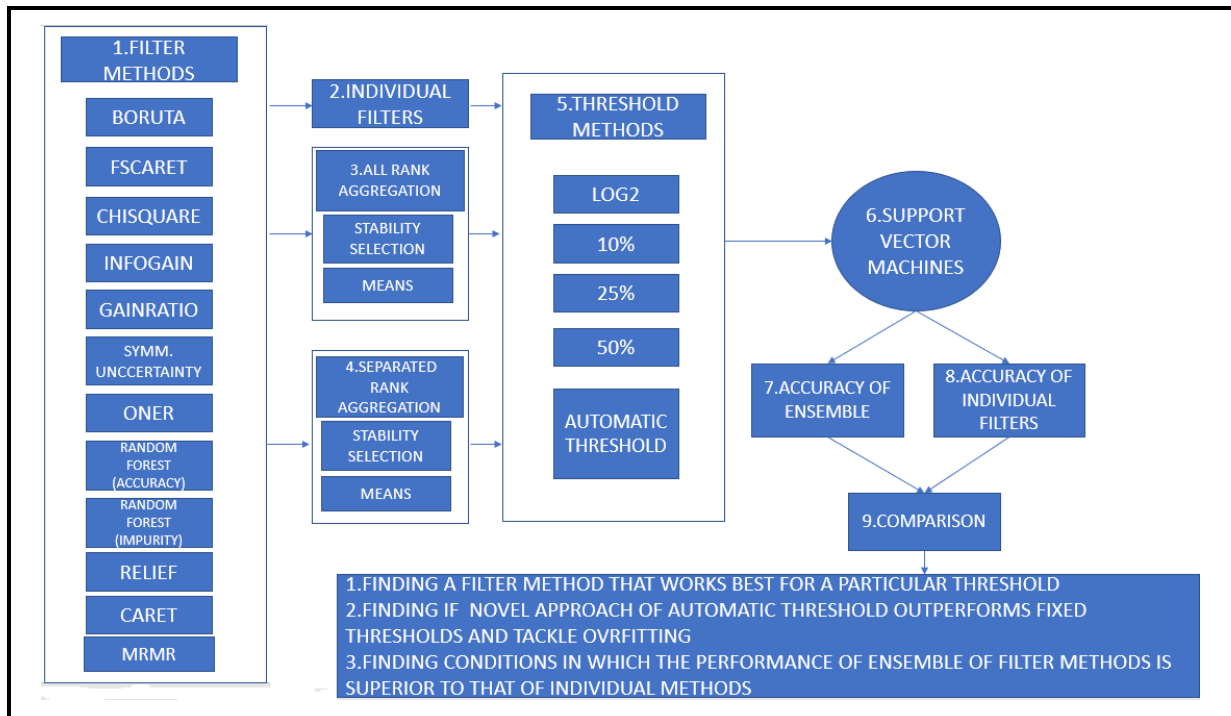 1.FILTER
METHODS
BORUTA
FSCARET
CHISQUARE
INFOGAIN
GAINRATIO
SYMM.
UNCCERTAINTY
ONER
RANDOM
FOREST
(ACCURACY)
RANDOM
FOREST
(IMPURITY)
RELIEF
CARET
MRMR
2.INDIVIDUAL
FILTERS
3.ALL RANK
AGGREGATION
STABILITY
SELECTION
MEANS
4.SEPARATED
RANK
AGGREGATION
STABILITY
SELECTION
MEANS
5.THRESHOLD
METHODS
LOG2
10%
25%
50%
AUTOMATIC
THRESHOLD
6.SUPPORT
VECTOR
MACHINES
7.ACCURACY OF
ENSEMBLE
8.ACCURACY OF
INDIVIDUAL
FILTERS
9.COMPARISON
1.FINDING A FILTER METHOD THAT WORKS BEST FOR A PARTICULAR THRESHOLD
2.FINDING IF NOVEL APPROACH OF AUTOMATIC THRESHOLD OUTPERFORMS FIXED
THRESHOLDS AND TACKLE OVRFITTING
3.FINDING CONDITIONS IN WHICH THE PERFORMANCE OF ENSEMBLE OF FILTER METHODS IS
SUPERIOR TO THAT OF INDIVIDUAL METHODS